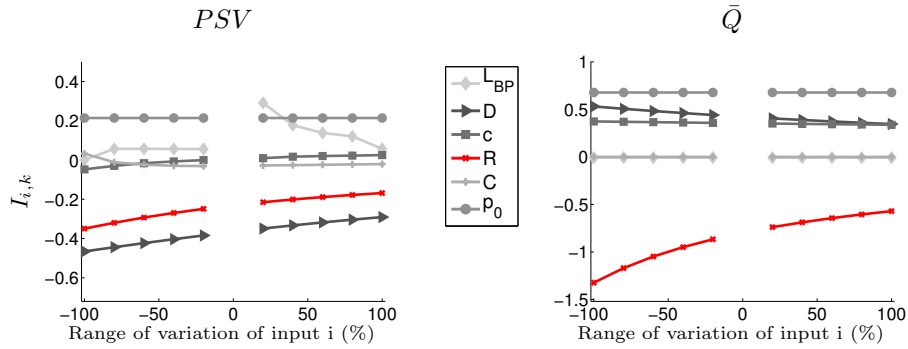 PSV
Q̄
I_{i,k}
0.4
0.2
0
−0.2
−0.4
−0.6
−100 −50 0 50 100
Range of variation of input i (%)
L_BP
D
c
R
C
p_0
1
0.5
0
−0.5
−1
−1.5
−100 −50 0 50 100
Range of variation of input i (%)